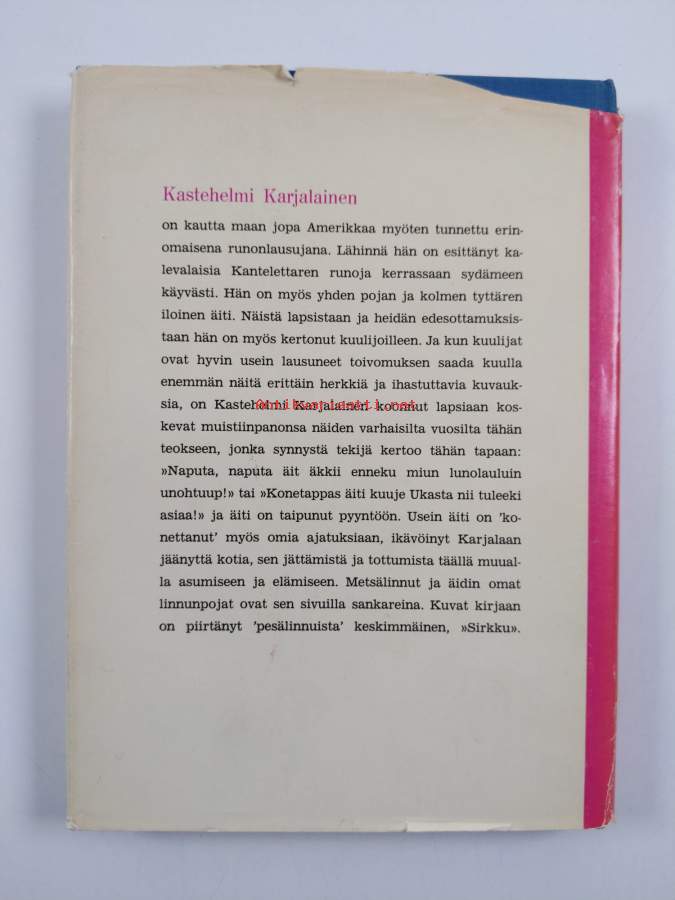 Kastehelmi Karjalainen
on kautta maan jopa Amerikkaa myöten tunnettu erin-
omaisena runonlausujana. Lähinnä hän on esittänyt ka-
levalaisia Kantelettaren runoja kerrassaan sydämeen
käyvästi. Hän on myös yhden pojan ja kolmen tyttären
iloinen äiti. Näistä lapsistaan ja heidän edesottamuksis-
taan hän on myös kertonut kuulijoilleen. Ja kun kuulijat
ovat hyvin usein lausuneet toivomuksen saada kuulla
enemmän näitä erittäin herkkiä ja ihastuttavia kuvauk-
sia, on Kastehelmi Karjalainen koonnut lapsiaan kos-
Antikvaplaatti.net
kevat muistiinpanonsa näiden varhaisilta vuosilta tähän
teokseen, jonka synnystä tekijä kertoo tähän tapaan:
»Naputa, naputa äit äkkii enneku miun lunolauluin
unohtuup!» tai »Konetappas äiti kuuje Ukasta nii tuleeki
asiaa!» ja äiti on taipunut pyyntöön. Usein äiti on 'ko-
nettanut' myös omia ajatuksiaan, ikävöinyt Karjalaan
jäänyttä kotia, sen jättämistä ja tottumista täällä muual-
la asumiseen ja elämiseen. Metsälinnut ja äidin omat
linnunpojat ovat sen sivuilla sankareina. Kuvat kirjaan
on piirtänyt 'pesälinnuista' keskimmäinen, »Sirkku».